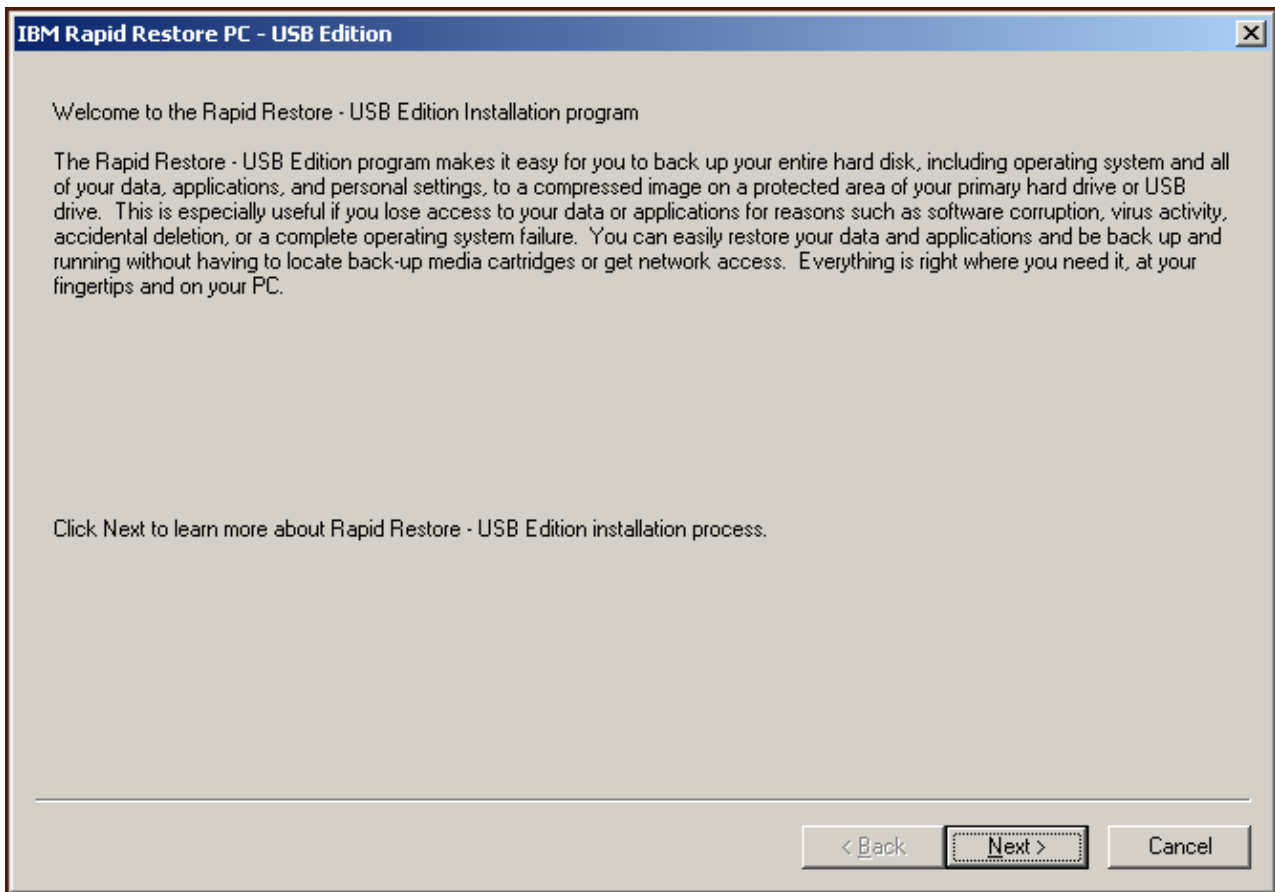 IBM Rapid Restore PC - USB Edition
Welcome to the Rapid Restore - USB Edition Installation program
The Rapid Restore - USB Edition program makes it easy for you to back up your entire hard disk, including operating system and all
of your data, applications, and personal settings, to a compressed image on a protected area of your primary hard drive or USB
drive.  This is especially useful if you lose access to your data or applications for reasons such as software corruption, virus activity,
accidental deletion, or a complete operating system failure.  You can easily restore your data and applications and be back up and
running without having to locate back-up media cartridges or get network access.  Everything is right where you need it, at your
fingertips and on your PC.
Click Next to learn more about Rapid Restore - USB Edition installation process.
< Back
Next >
Cancel